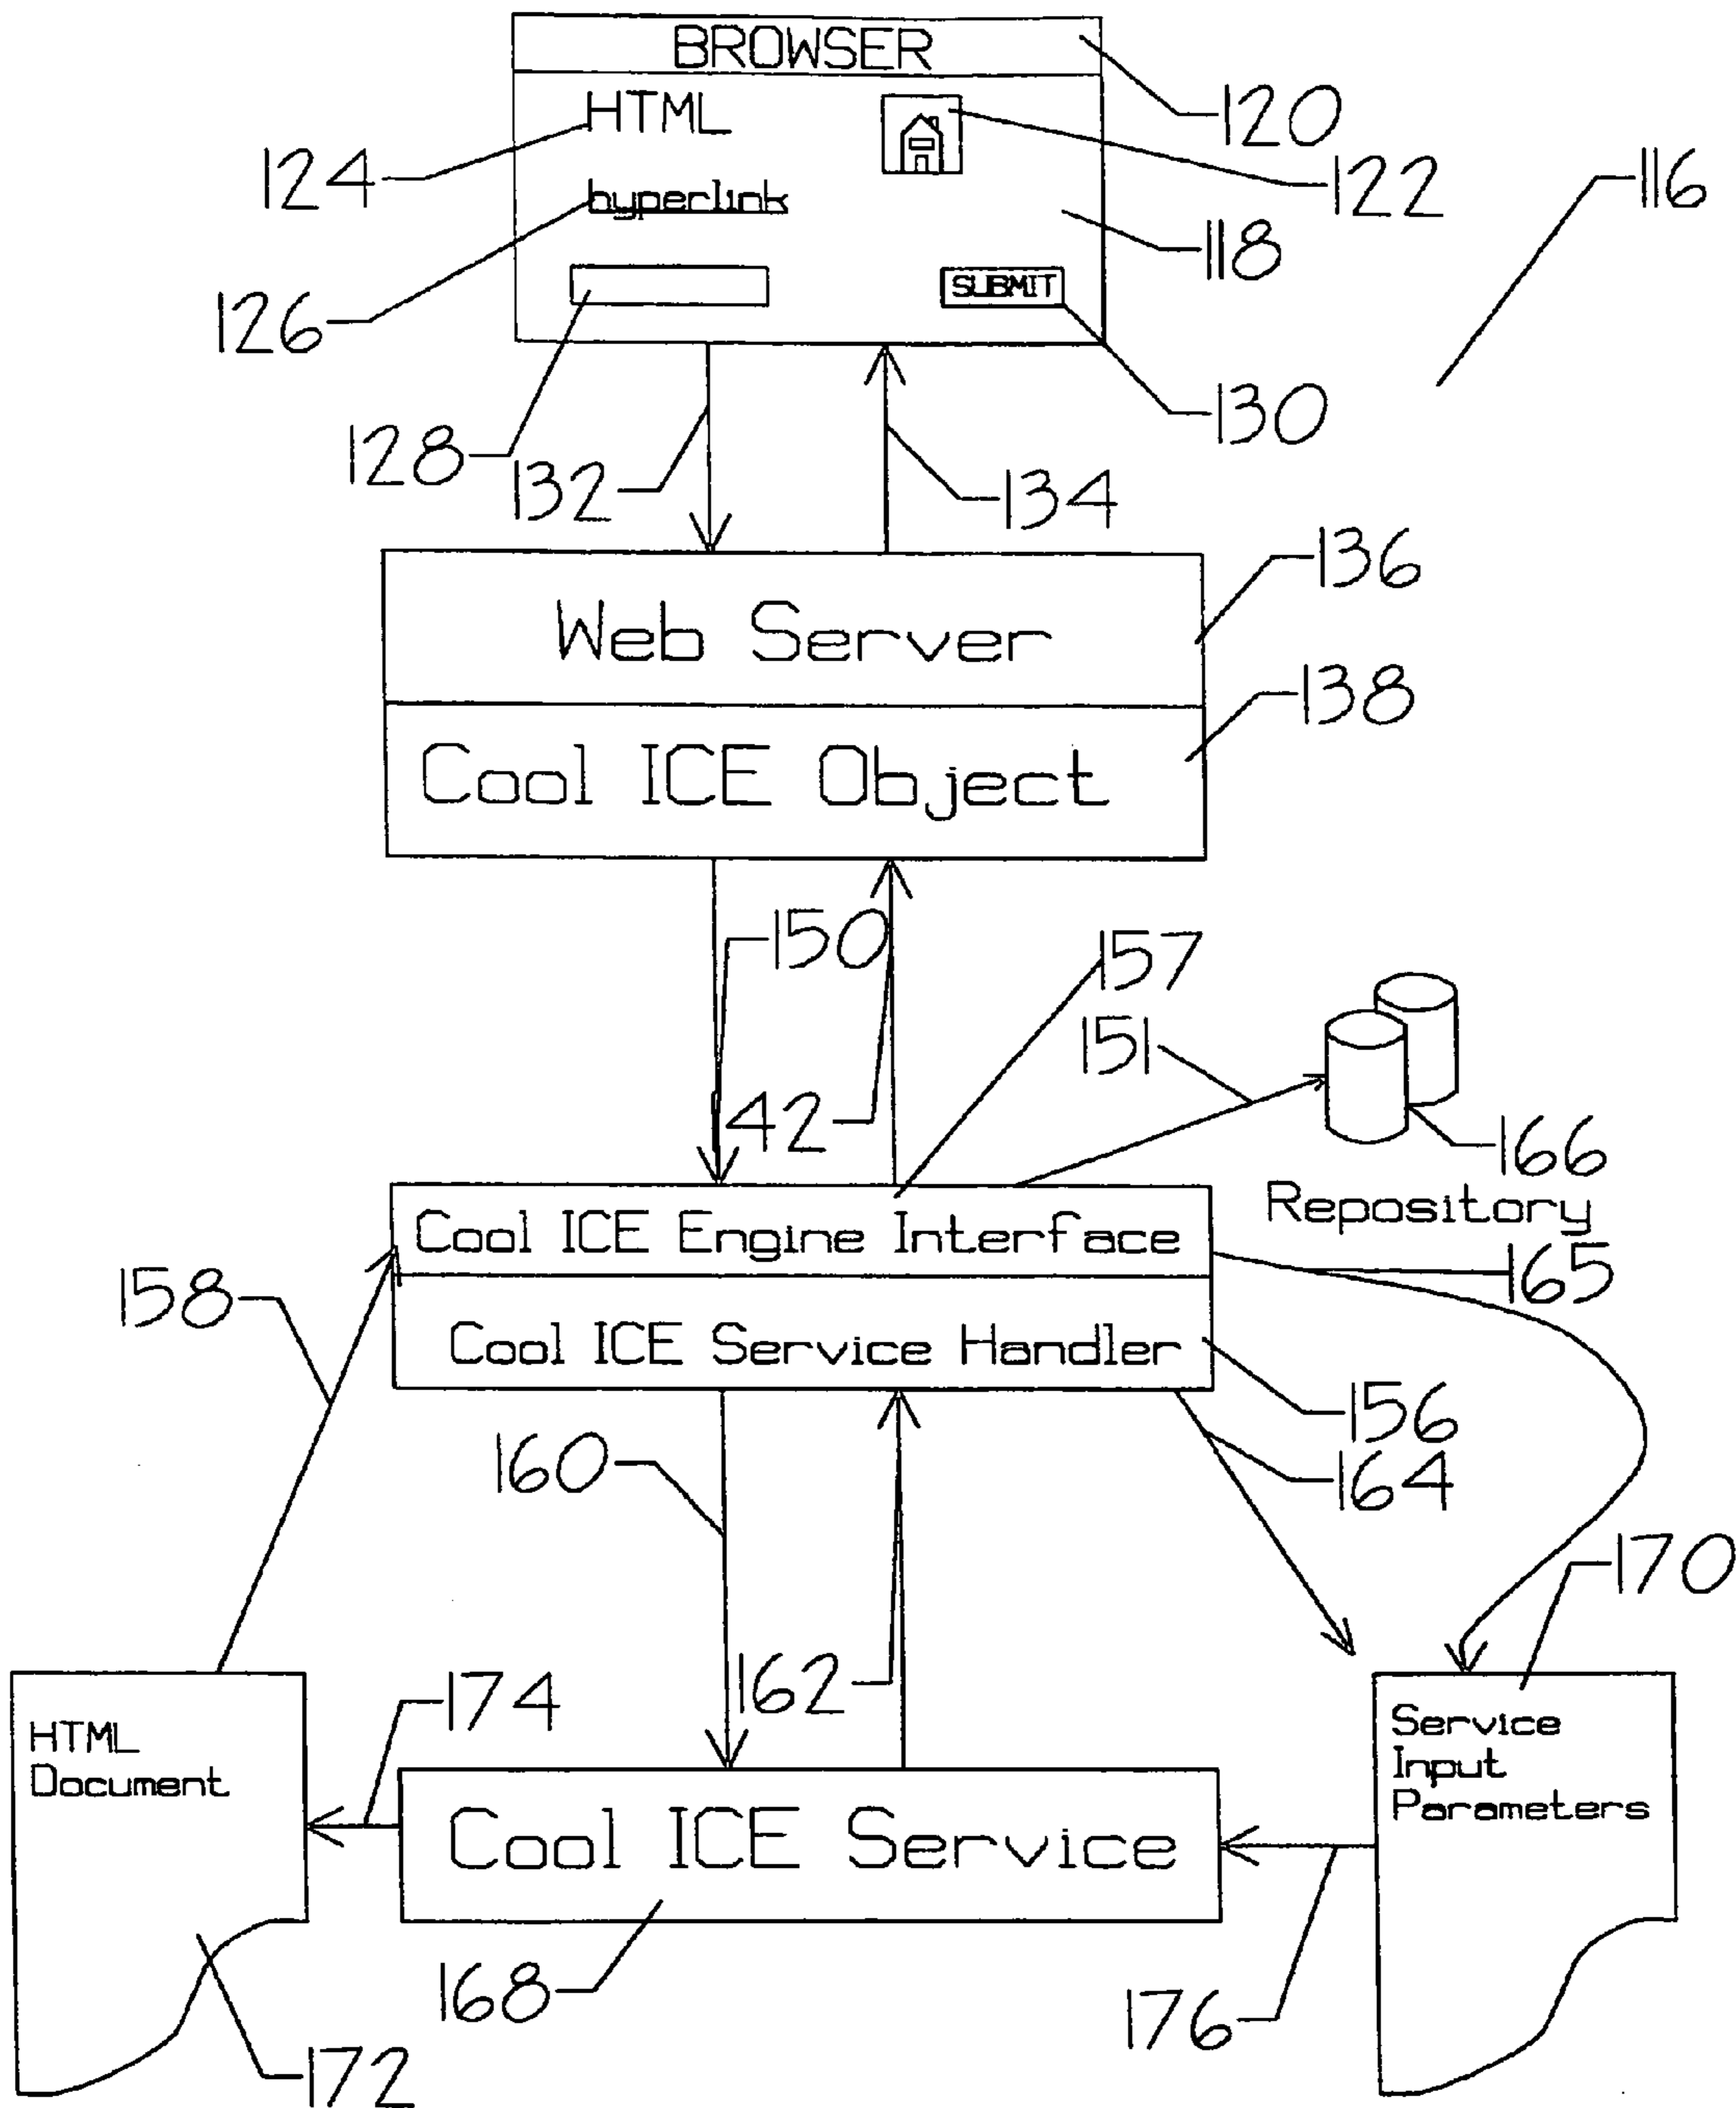 BROWSER
120
HTML
124
122
116
hyperlink
118
126
SUBMIT
130
128
132
134
136
Web Server
138
Cool ICE Object
150
157
151
142
166
Repository
Cool ICE Engine Interface
165
158
Cool ICE Service Handler
156
160
164
170
162
174
HTML
Document
Service
Input
Parameters
Cool ICE Service
168
176
172